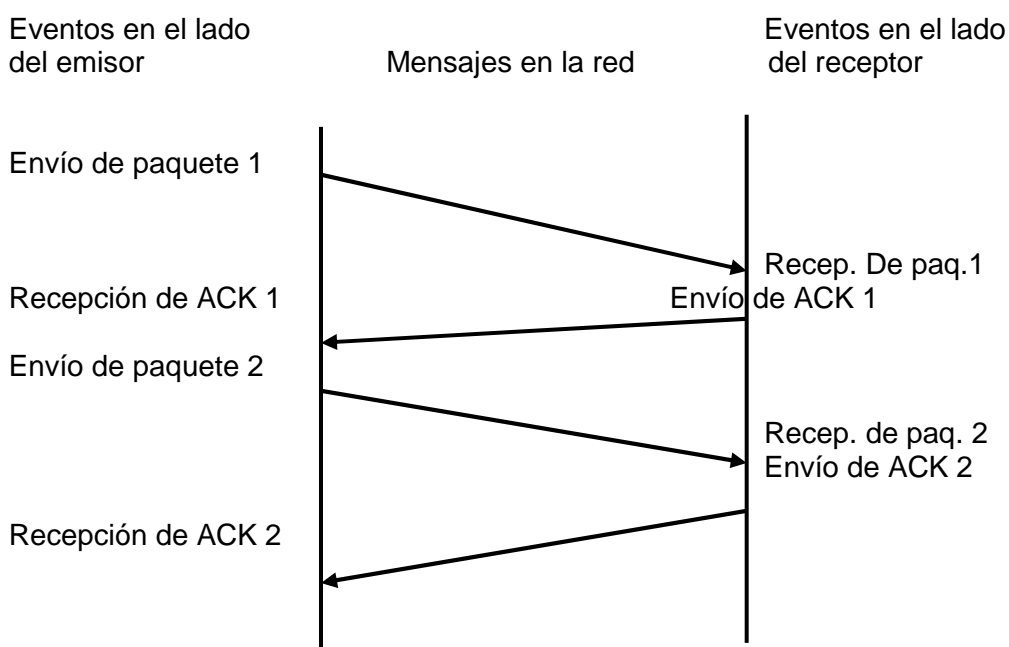 Eventos en el lado
del emisor
Mensajes en la red
Eventos en el lado
del receptor
Envío de paquete 1
Recep. De paq.1
Recepción de ACK 1
Envío de ACK 1
Envío de paquete 2
Recep. de paq. 2
Envío de ACK 2
Recepción de ACK 2